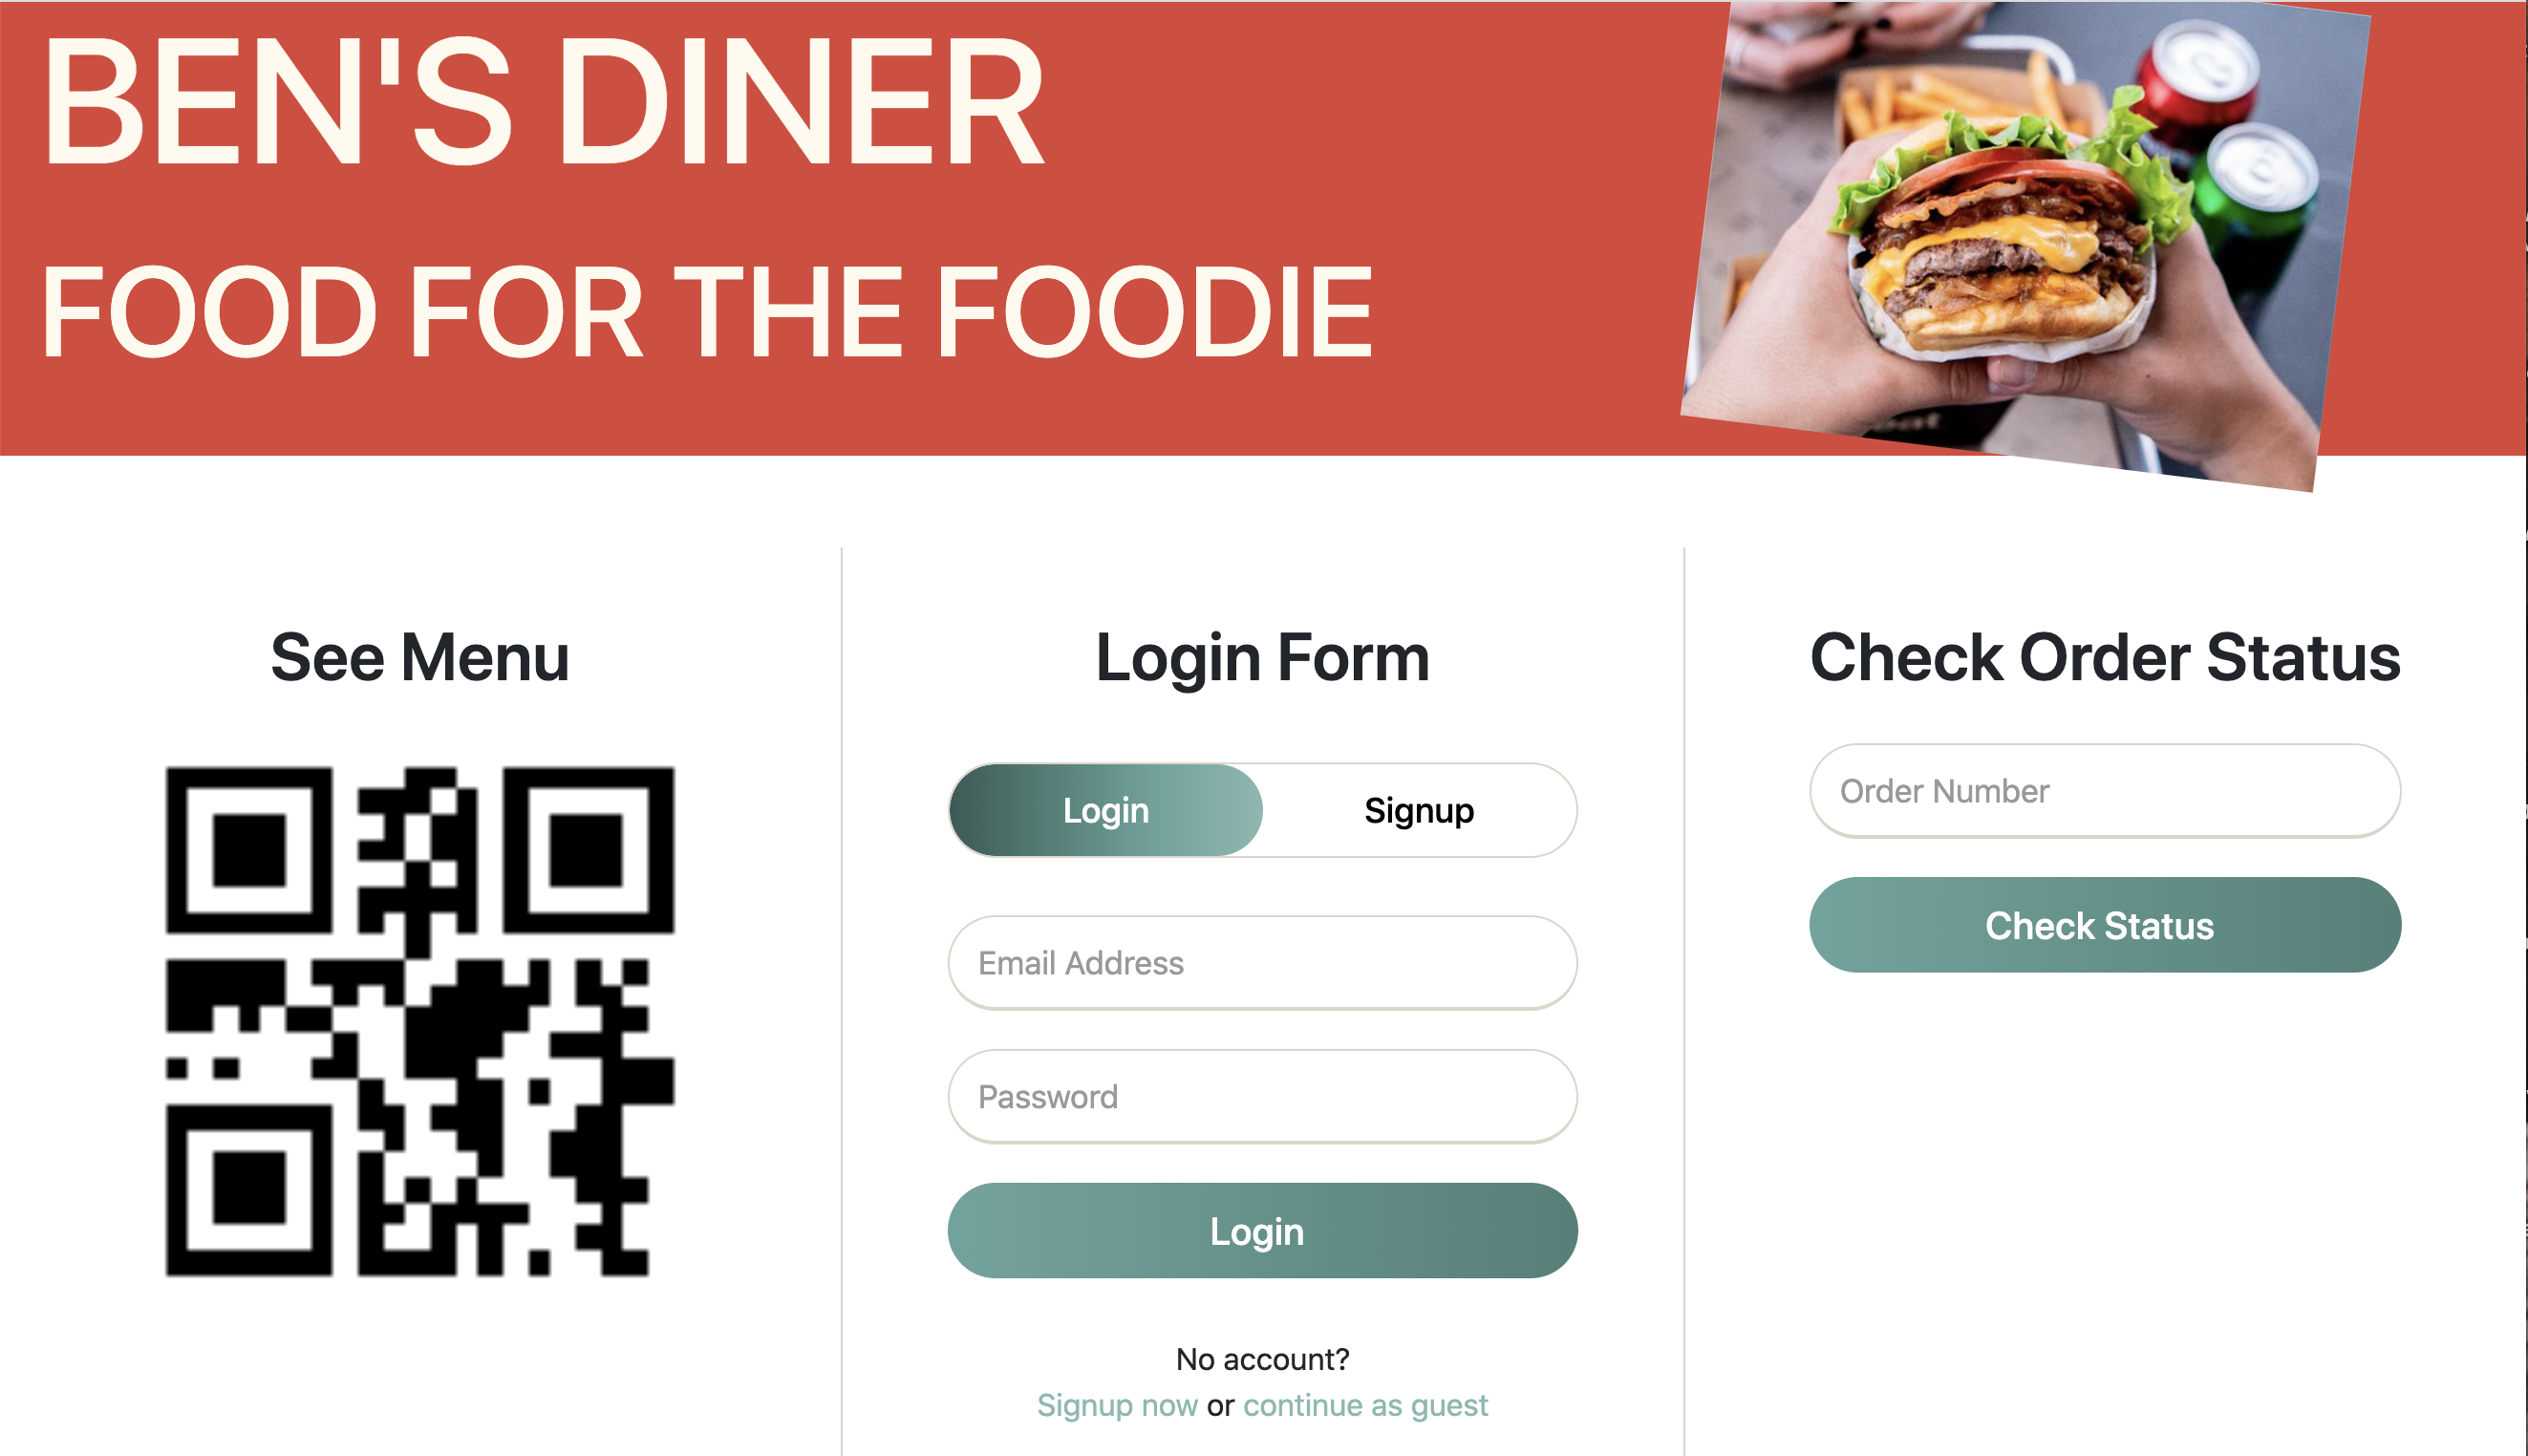 BEN'S DINER
FOOD FOR THE FOODIE
See Menu
Login Form
Login
Signup
Email Address
Password
Login
No account?
Signup now or continue as guest
Check Order Status
Order Number
Check Status